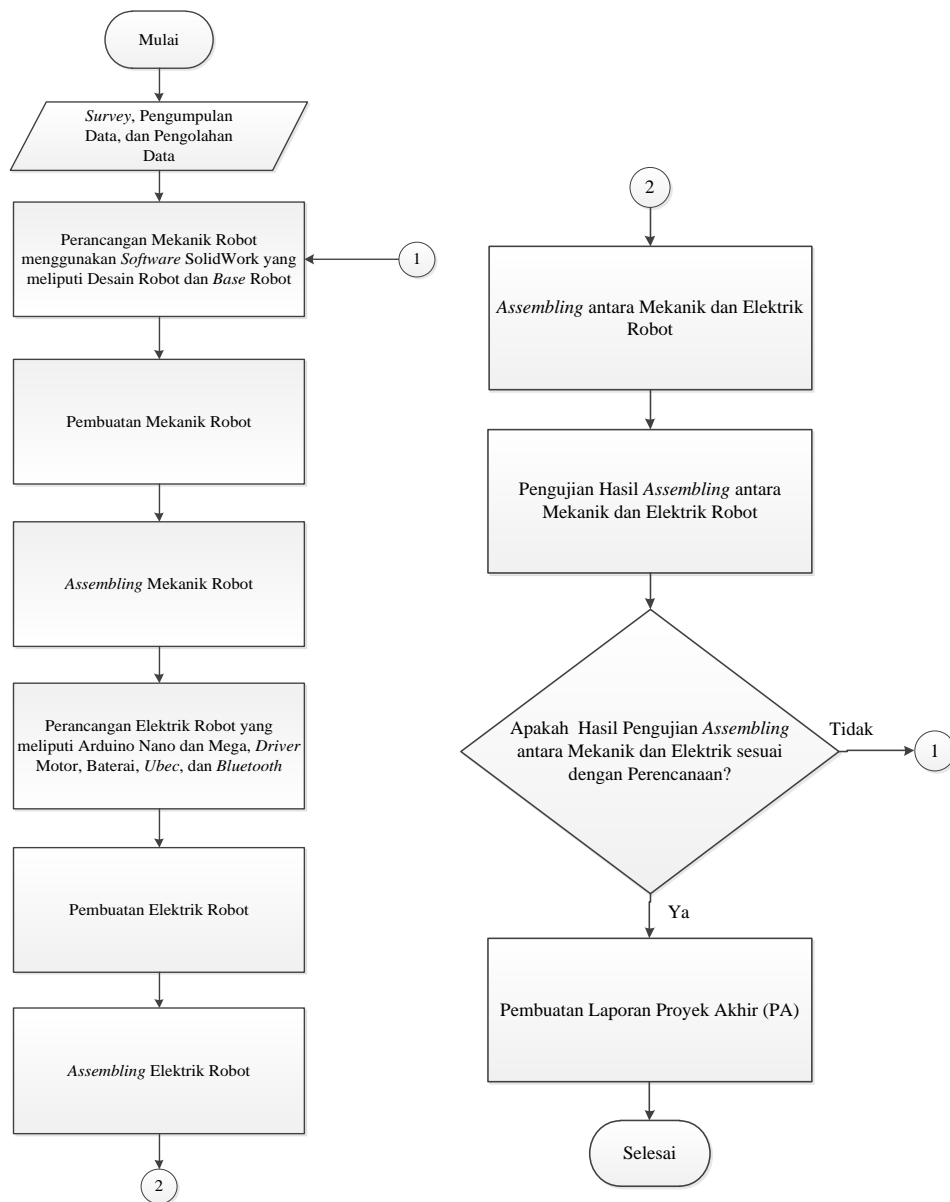 Mulai
Survey, Pengumpulan
Data, dan Pengolahan
Data
Perancangan Mekanik Robot
menggunakan Software SolidWork yang
meliputi Desain Robot dan Base Robot
1
Pembuatan Mekanik Robot
Assembling Mekanik Robot
Perancangan Elektrik Robot yang
meliputi Arduino Nano dan Mega, Driver
Motor, Baterai, Ubec, dan Bluetooth
Pembuatan Elektrik Robot
Assembling Elektrik Robot
2
2
Assembling antara Mekanik dan Elektrik
Robot
Pengujian Hasil Assembling antara
Mekanik dan Elektrik Robot
Apakah Hasil Pengujian Assembling
antara Mekanik dan Elektrik sesuai
dengan Perencanaan?
Tidak
1
Ya
Pembuatan Laporan Proyek Akhir (PA)
Selesai